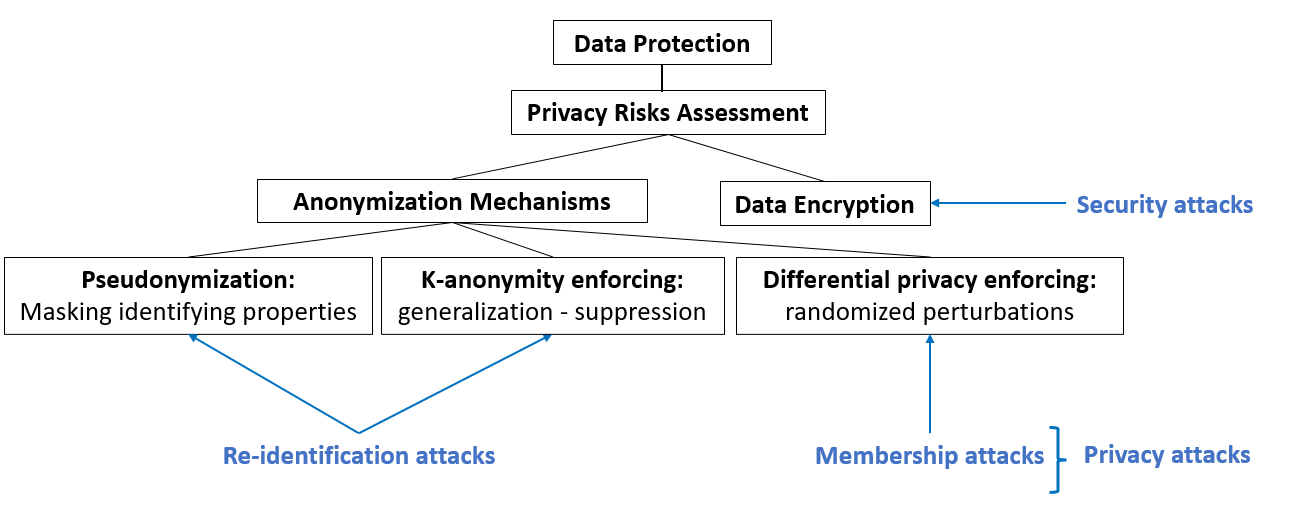 Data Protection
Privacy Risks Assessment
Anonymization Mechanisms
Data Encryption
Security attacks
Pseudonymization:
Masking identifying properties
K-anonymity enforcing:
generalization - suppression
Differential privacy enforcing:
randomized perturbations
Re-identification attacks
Membership attacks
Privacy attacks